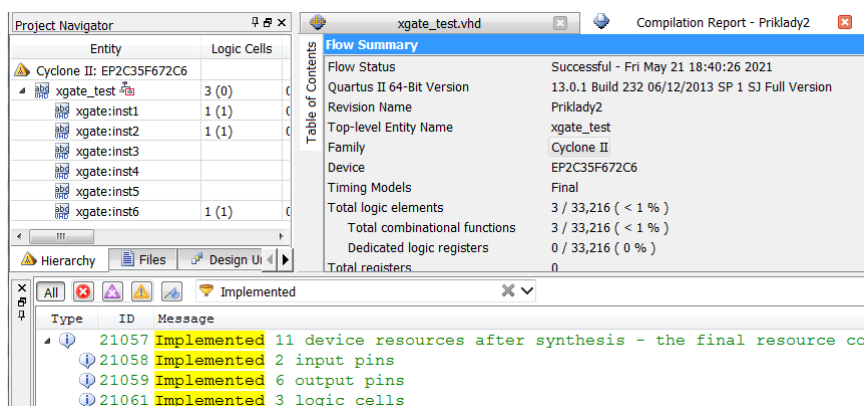 Project Navigator
Entity Logic Cells
Cyclone II: EP2C35F672C6
xgate_test 3 (0)
xgate:inst1 1 (1)
xgate:inst2 1 (1)
xgate:inst3
xgate:inst4
xgate:inst5
xgate:inst6 1 (1)
Hierarchy Files Design
xgate_test.vhd Compilation Report - Priklady2
Table of Contents
Flow Summary
Flow Status Successful - Fri May 21 18:40:26 2021
Quartus II 64-Bit Version 13.0.1 Build 232 06/12/2013 SP 1 SJ Full Version
Revision Name Priklady2
Top-level Entity Name xgate_test
Family Cyclone II
Device EP2C35F672C6
Timing Models Final
Total logic elements 3 / 33,216 ( < 1 % )
Total combinational functions 3 / 33,216 ( < 1 % )
Dedicated logic registers 0 / 33,216 ( 0 % )
Total registers 0
All Implemented
Type ID Message
21057 Implemented 11 device resources after synthesis - the final resource co
21058 Implemented 2 input pins
21059 Implemented 6 output pins
21061 Implemented 3 logic cells